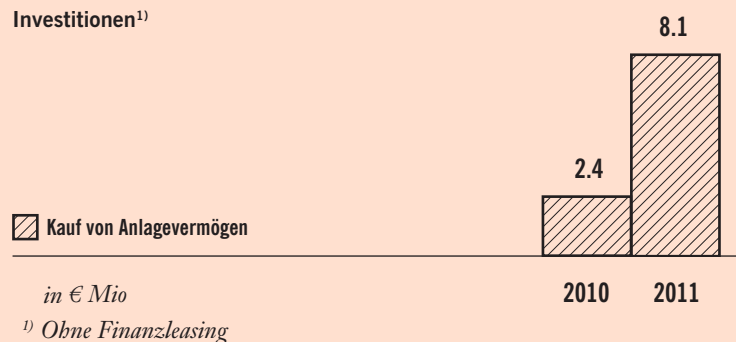 Investitionen¹⁾
8.1
2.4
Kauf von Anlagevermögen
2010 2011
in € Mio
¹⁾ Ohne Finanzleasing